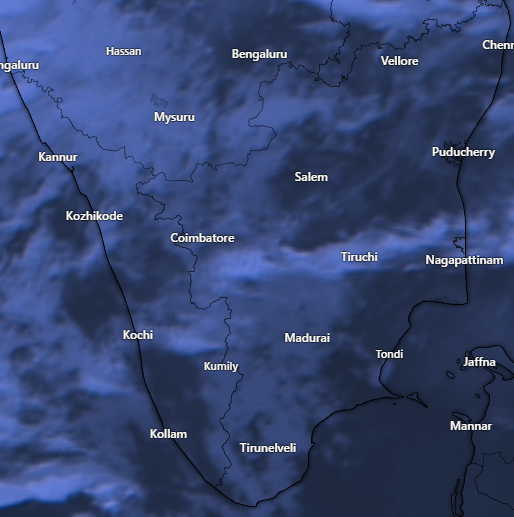 Hassan
Bengaluru
Chenn
ngaluru
Vellore
Mysuru
Kannur
Puducherry
Salem
Kozhikode
Coimbatore
Tiruchi
Nagapattinam
Kochi
Madurai
Tondi
Kumily
Jaffna
Mannar
Kollam
Tirunelveli